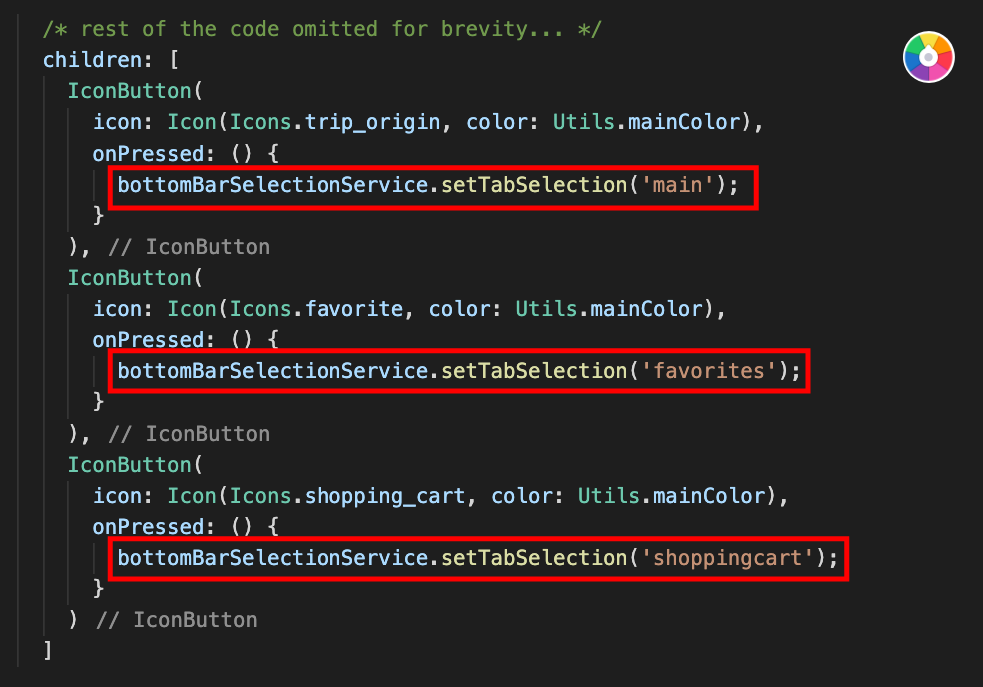 /* rest of the code omitted for brevity... */
children: [
IconButton(
icon: Icon(Icons.trip_origin, color: Utils.mainColor),
onPressed: () {
bottomBarSelectionService.setTabSelection('main');
}
), // IconButton
IconButton(
icon: Icon(Icons.favorite, color: Utils.mainColor),
onPressed: () {
bottomBarSelectionService.setTabSelection('favorites');
}
), // IconButton
IconButton(
icon: Icon(Icons.shopping_cart, color: Utils.mainColor),
onPressed: () {
bottomBarSelectionService.setTabSelection('shoppingcart');
}
) // IconButton
]